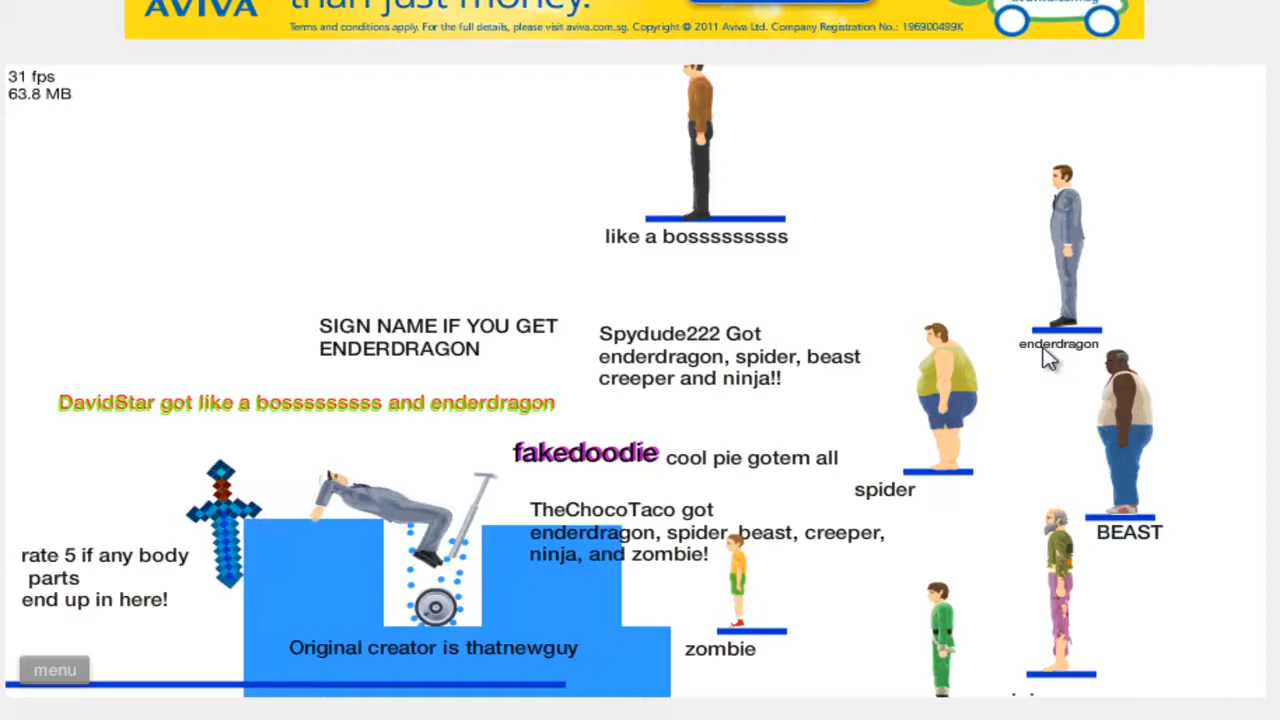 AVIVA
than just money.
Terms and conditions apply. For the full details, please visit aviva.com.sg. Copyright © 2011 Aviva Ltd. Company Registration No.: 196900499K
31 fps
63.8 MB
like a bosssssssss
enderdragon
SIGN NAME IF YOU GET
ENDERDRAGON
Spydude222 Got
enderdragon, spider, beast
creeper and ninja!!
DavidStar got like a bosssssssss and enderdragon
fakedoodie
cool pie gotem all
spider
TheChocoTaco got
enderdragon, spider, beast, creeper,
ninja, and zombie!
BEAST
rate 5 if any body
parts
end up in here!
Original creator is thatnewguy
zombie
menu